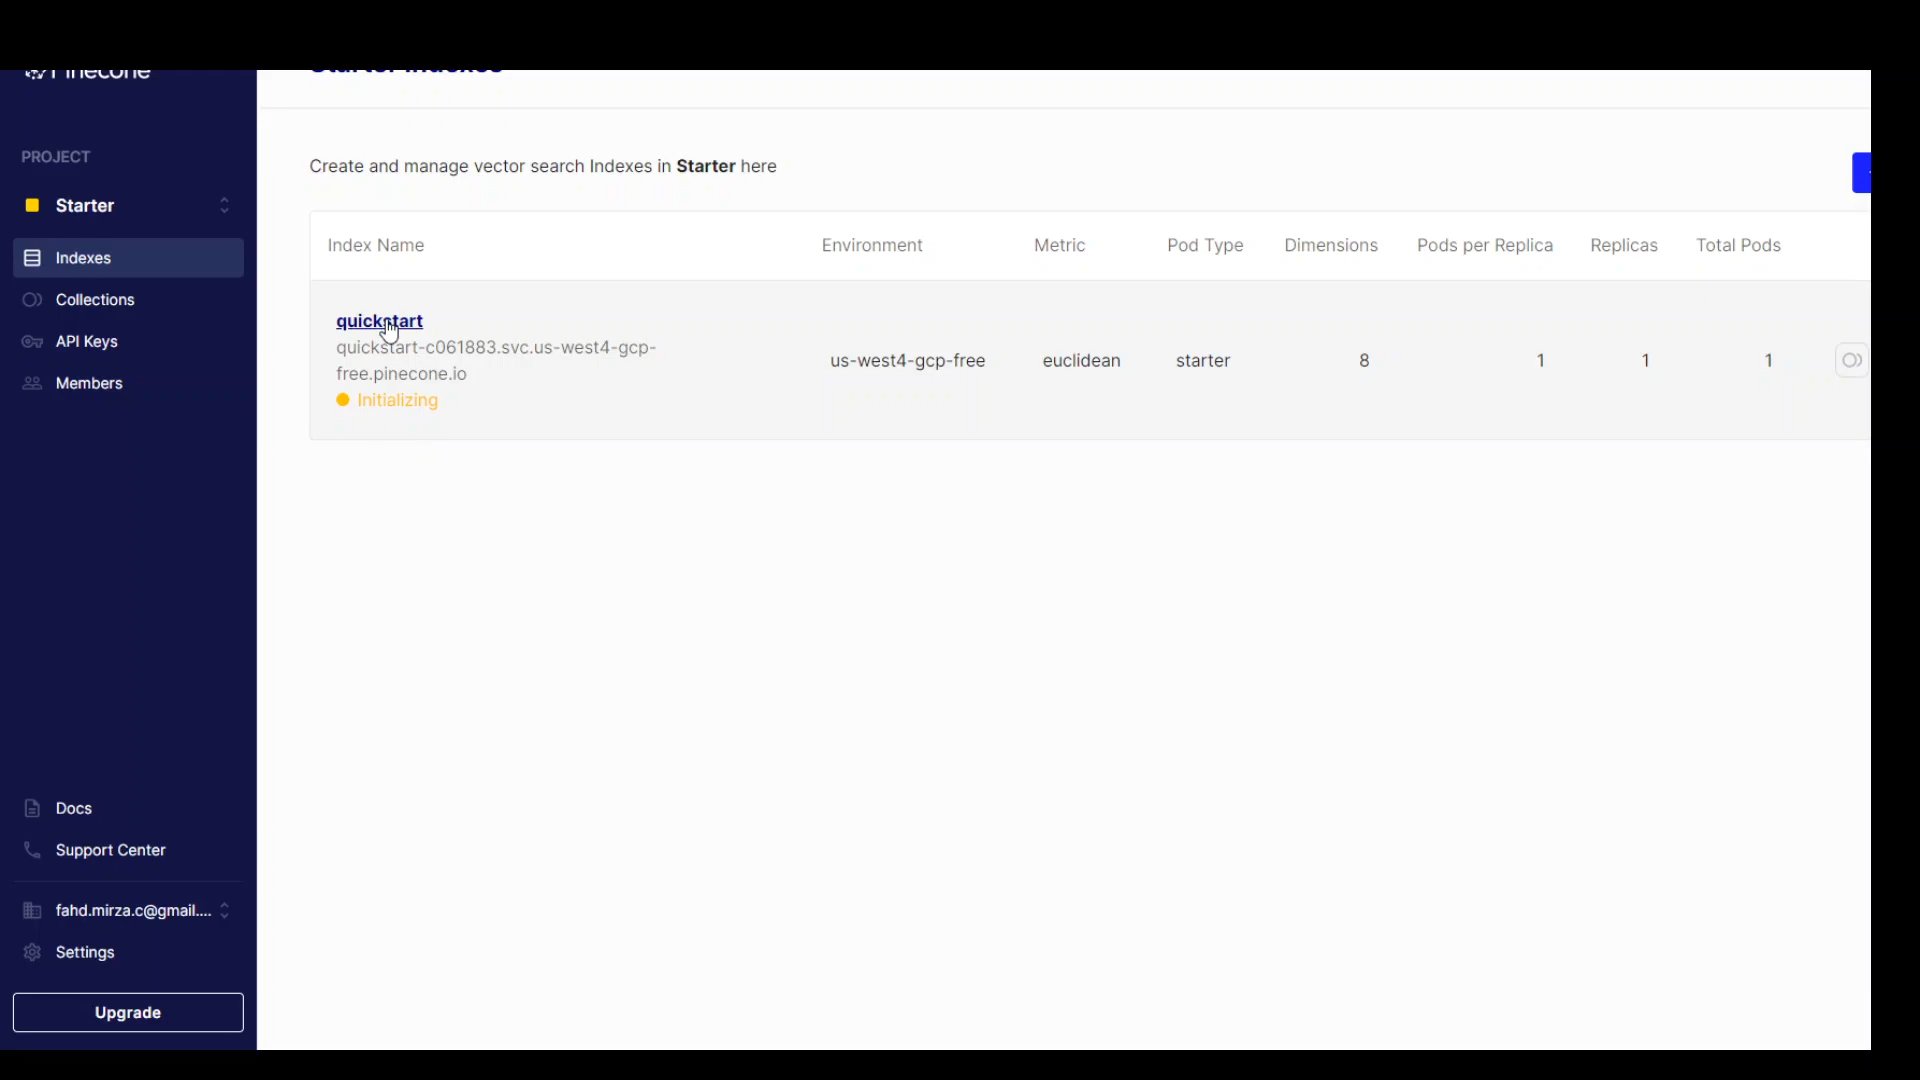 Pinecone
Starter Indexes
PROJECT
Starter
Indexes
Collections
API Keys
Members
Docs
Support Center
fahd.mirza.c@gmail....
Settings
Upgrade
Create and manage vector search Indexes in Starter here
Index Name Environment Metric Pod Type Dimensions Pods per Replica Replicas Total Pods
quickstart
quickstart-c061883.svc.us-west4-gcp-
free.pinecone.io
Initializing
us-west4-gcp-free euclidean starter 8 1 1 1